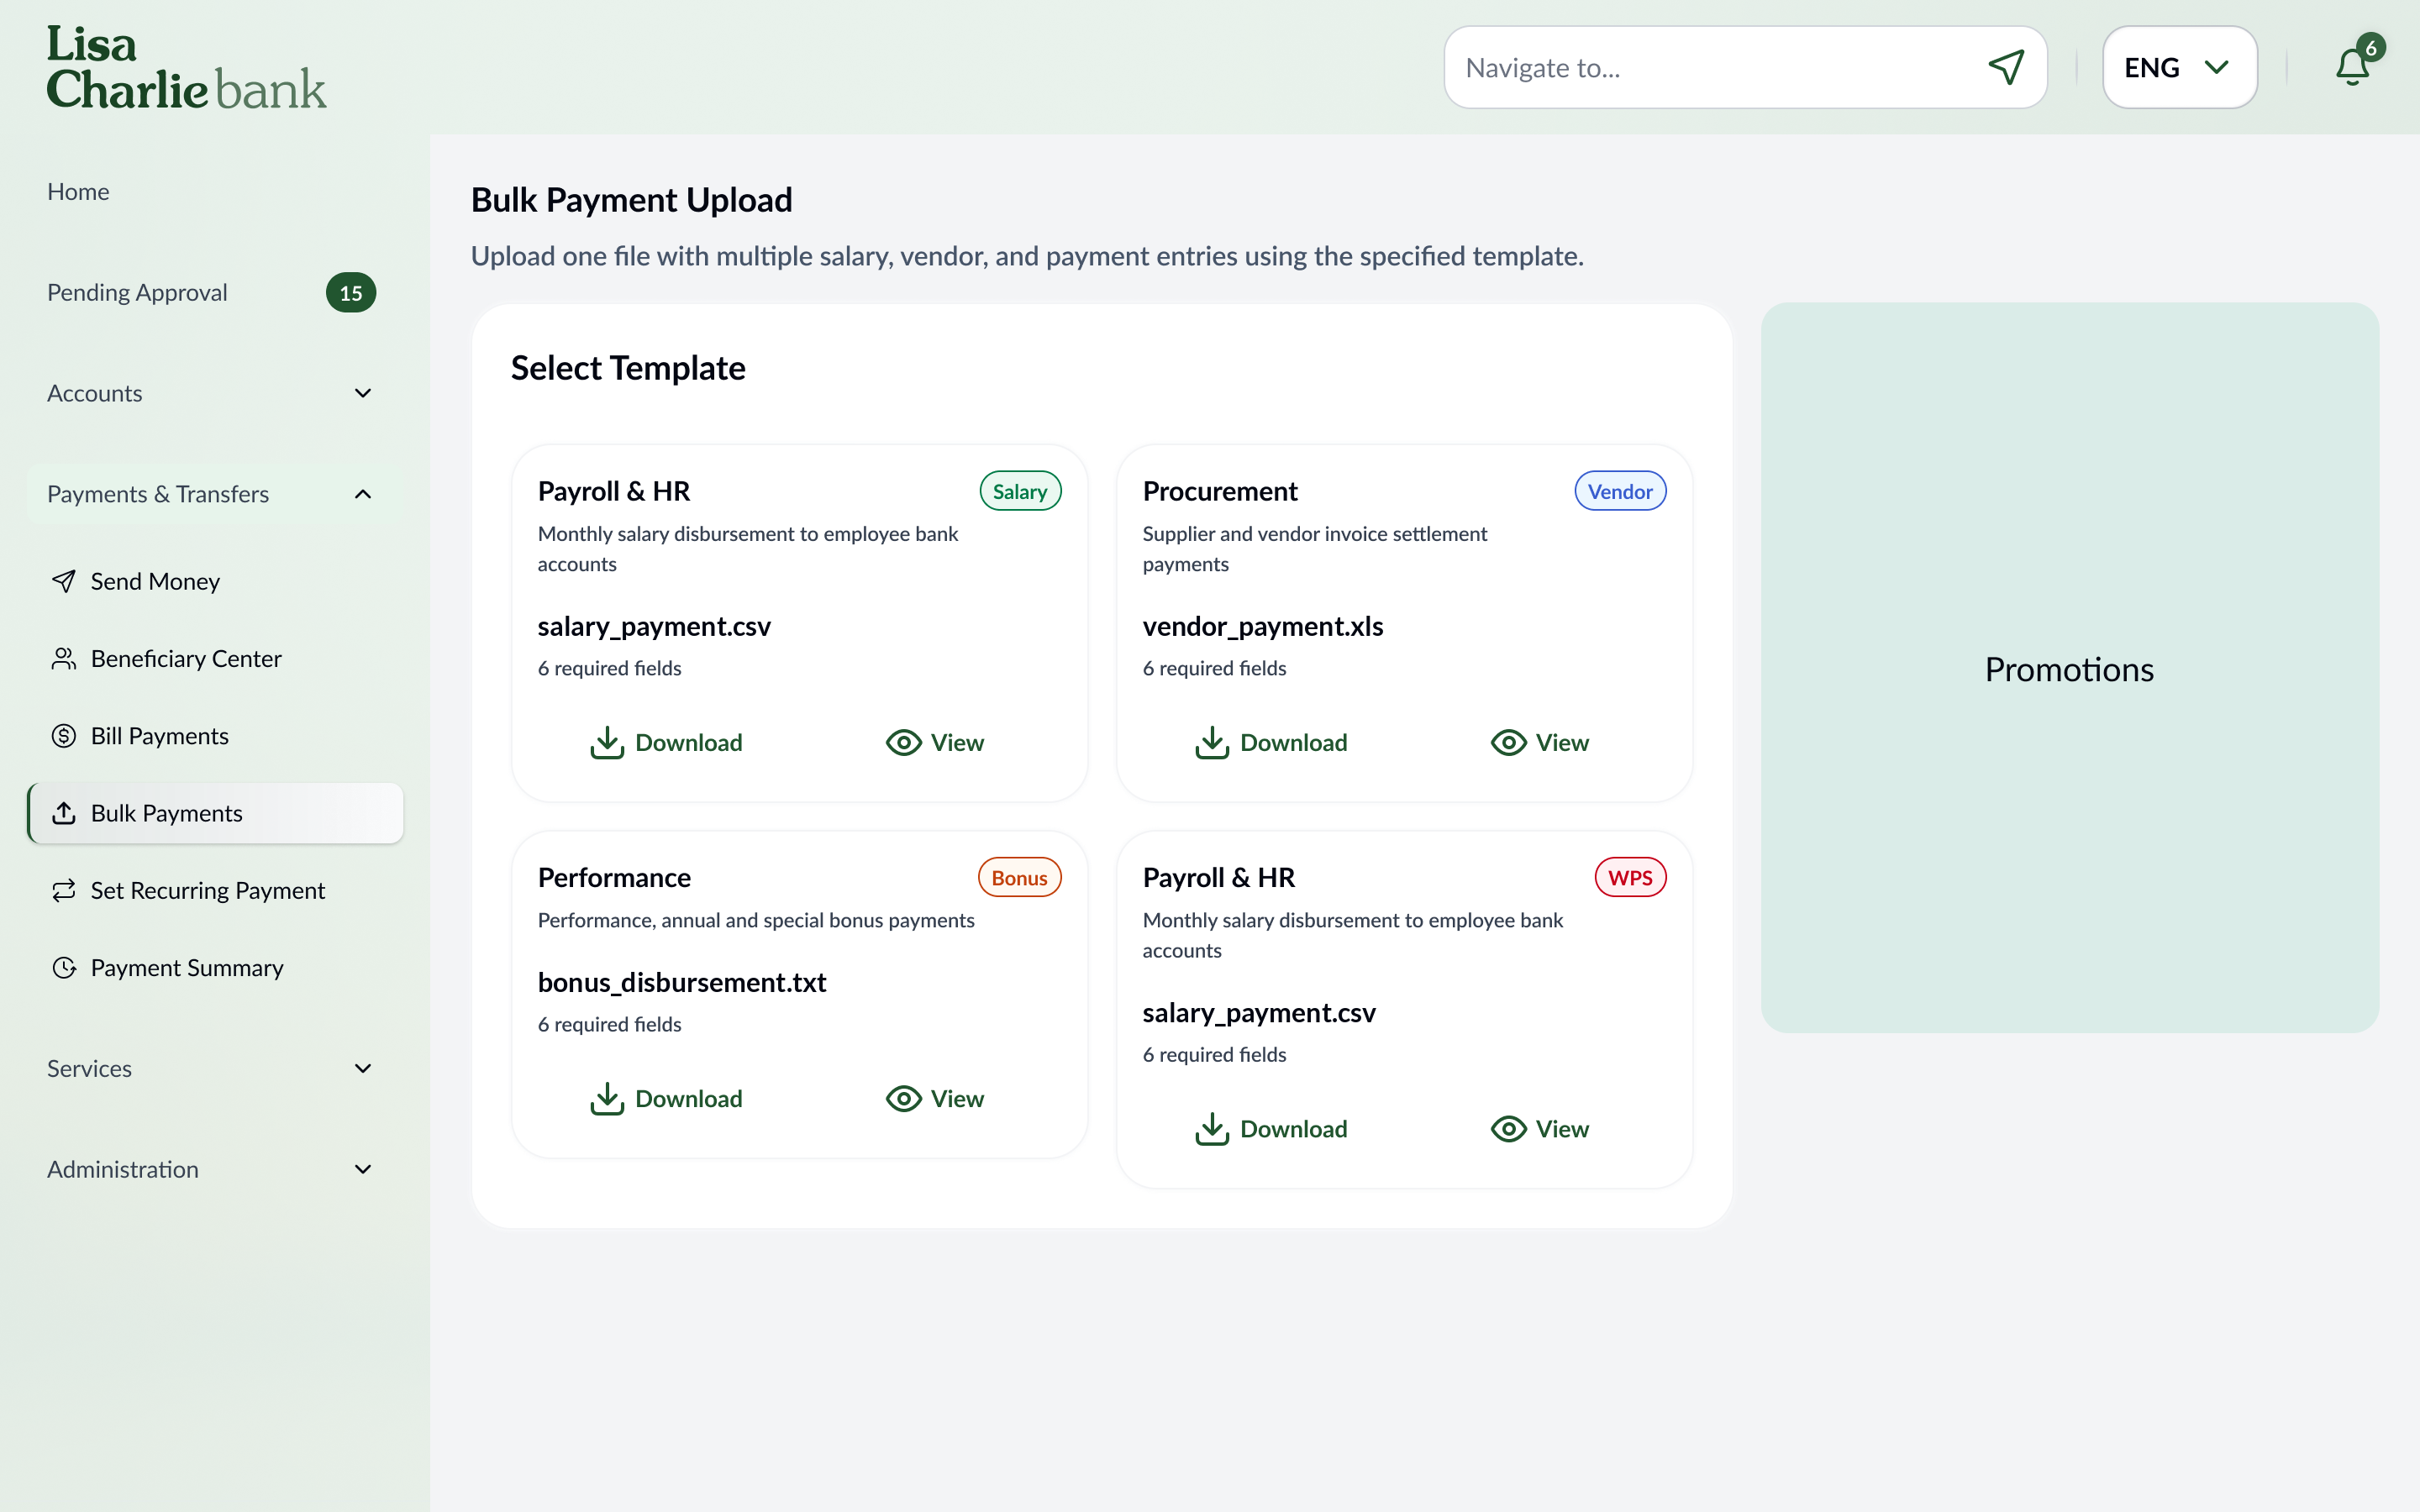 Lisa
Charlie bank
Navigate to...
ENG
6
Home
Pending Approval
15
Accounts
Payments & Transfers
Send Money
Beneficiary Center
Bill Payments
Bulk Payments
Set Recurring Payment
Payment Summary
Services
Administration
Bulk Payment Upload
Upload one file with multiple salary, vendor, and payment entries using the specified template.
Select Template
Payroll & HR
Salary
Monthly salary disbursement to employee bank
accounts
salary_payment.csv
6 required fields
Download
View
Procurement
Vendor
Supplier and vendor invoice settlement
payments
vendor_payment.xls
6 required fields
Download
View
Performance
Bonus
Performance, annual and special bonus payments
bonus_disbursement.txt
6 required fields
Download
View
Payroll & HR
WPS
Monthly salary disbursement to employee bank
accounts
salary_payment.csv
6 required fields
Download
View
Promotions